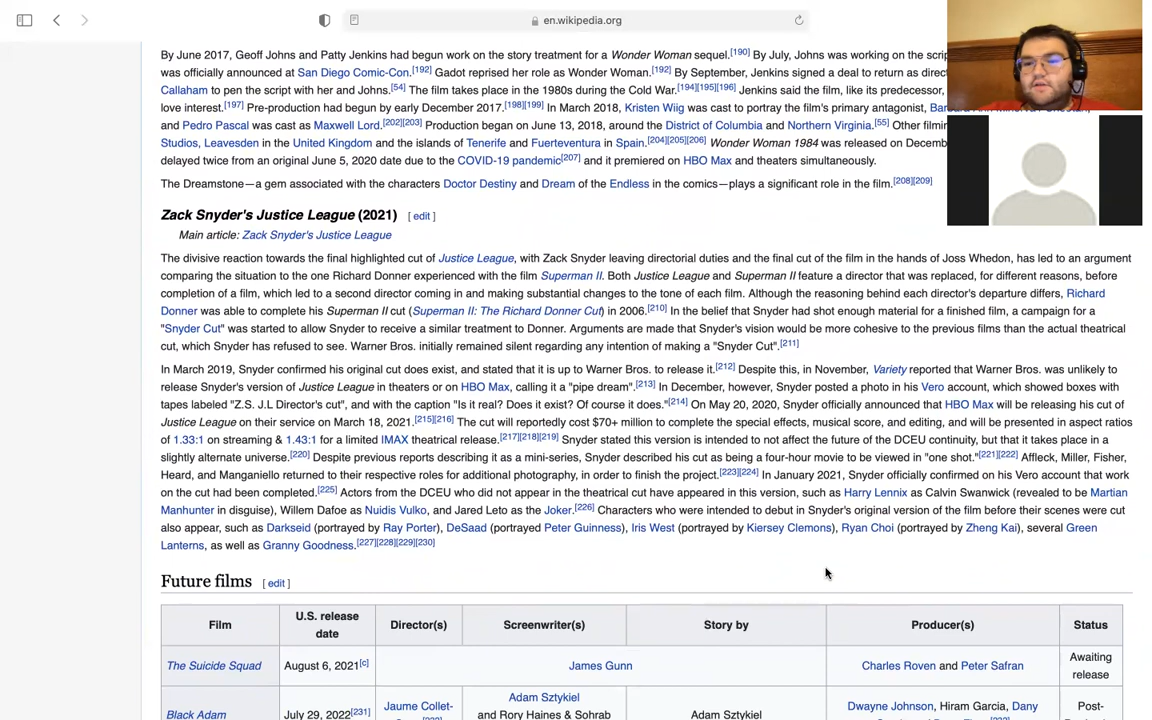 en.wikipedia.org
By June 2017, Geoff Johns and Patty Jenkins had begun work on the story treatment for a Wonder Woman sequel.[190] By July, Johns was working on the
was officially announced at San Diego Comic-Con.[192] Gadot reprised her role as Wonder Woman.[192] By September, Jenkins signed a deal to return as
Callaham to pen the script with her and Johns.[54] The film takes place in the 1980s during the Cold War.[194][195][196] Jenkins said the film, like its predecessor,
love interest.[197] Pre-production had begun by early December 2017.[198][199] In March 2018, Kristen Wiig was cast to portray the film's primary antagonist,
and Pedro Pascal was cast as Maxwell Lord.[202][203] Production began on June 13, 2018, around the District of Columbia and Northern Virginia.[55] Other
Studios, Leavesden in the United Kingdom and the islands of Tenerife and Fuerteventura in Spain.[204][205][206] Wonder Woman 1984 was released on
delayed twice from an original June 5, 2020 date due to the COVID-19 pandemic[207] and it premiered on HBO Max and theaters simultaneously.
The Dreamstone—a gem associated with the characters Doctor Destiny and Dream of the Endless in the comics—plays a significant role in the film.[208][209]
Zack Snyder's Justice League (2021) [ edit ]
Main article: Zack Snyder's Justice League
The divisive reaction towards the final highlighted cut of Justice League, with Zack Snyder leaving directorial duties and the final cut of the film in the hands of Joss Whedon, has led to an argument
comparing the situation to the one Richard Donner experienced with the film Superman II. Both Justice League and Superman II feature a director that was replaced, for different reasons, before
completion of a film, which led to a second director coming in and making substantial changes to the tone of each film. Although the reasoning behind each director's departure differs, Richard
Donner was able to complete his Superman II cut (Superman II: The Richard Donner Cut) in 2006.[210] In the belief that Snyder had shot enough material for a finished film, a campaign for a
"Snyder Cut" was started to allow Snyder to receive a similar treatment to Donner. Arguments are made that Snyder's vision would be more cohesive to the previous films than the actual theatrical
cut, which Snyder has refused to see. Warner Bros. initially remained silent regarding any intention of making a "Snyder Cut".[211]
In March 2019, Snyder confirmed his original cut does exist, and stated that it is up to Warner Bros. to release it.[212] Despite this, in November, Variety reported that Warner Bros. was unlikely to
release Snyder's version of Justice League in theaters or on HBO Max, calling it a "pipe dream".[213] In December, however, Snyder posted a photo in his Vero account, which showed boxes with
tapes labeled "Z.S. J.L Director's cut", and with the caption "Is it real? Does it exist? Of course it does."[214] On May 20, 2020, Snyder officially announced that HBO Max will be releasing his cut of
Justice League on their service on March 18, 2021.[215][216] The cut will reportedly cost $70+ million to complete the special effects, musical score, and editing, and will be presented in aspect ratios
of 1.33:1 on streaming & 1.43:1 for a limited IMAX theatrical release.[217][218][219] Snyder stated this version is intended to not affect the future of the DCEU continuity, but that it takes place in a
slightly alternate universe.[220] Despite previous reports describing it as a mini-series, Snyder described his cut as being a four-hour movie to be viewed in "one shot."[221][222] Affleck, Miller, Fisher,
Heard, and Manganiello returned to their respective roles for additional photography, in order to finish the project.[223][224] In January 2021, Snyder officially confirmed on his Vero account that work
on the cut had been completed.[225] Actors from the DCEU who did not appear in the theatrical cut have appeared in this version, such as Harry Lennix as Calvin Swanwick (revealed to be Martian
Manhunter in disguise), Willem Dafoe as Nuidis Vulko, and Jared Leto as the Joker.[226] Characters who were intended to debut in Snyder's original version of the film before their scenes were cut
also appear, such as Darkseid (portrayed by Ray Porter), DeSaad (portrayed Peter Guinness), Iris West (portrayed by Kiersey Clemons), Ryan Choi (portrayed by Zheng Kai), several Green
Lanterns, as well as Granny Goodness.[227][228][229][230]
Future films [ edit ]
Film U.S. release date Director(s) Screenwriter(s) Story by Producer(s) Status
The Suicide Squad August 6, 2021[c] James Gunn Charles Roven and Peter Safran Awaiting release
Black Adam July 29, 2022[231] Jaume Collet- Adam Sztykiel and Rory Haines & Sohrab Adam Sztykiel Dwayne Johnson, Hiram Garcia, Dany Post-